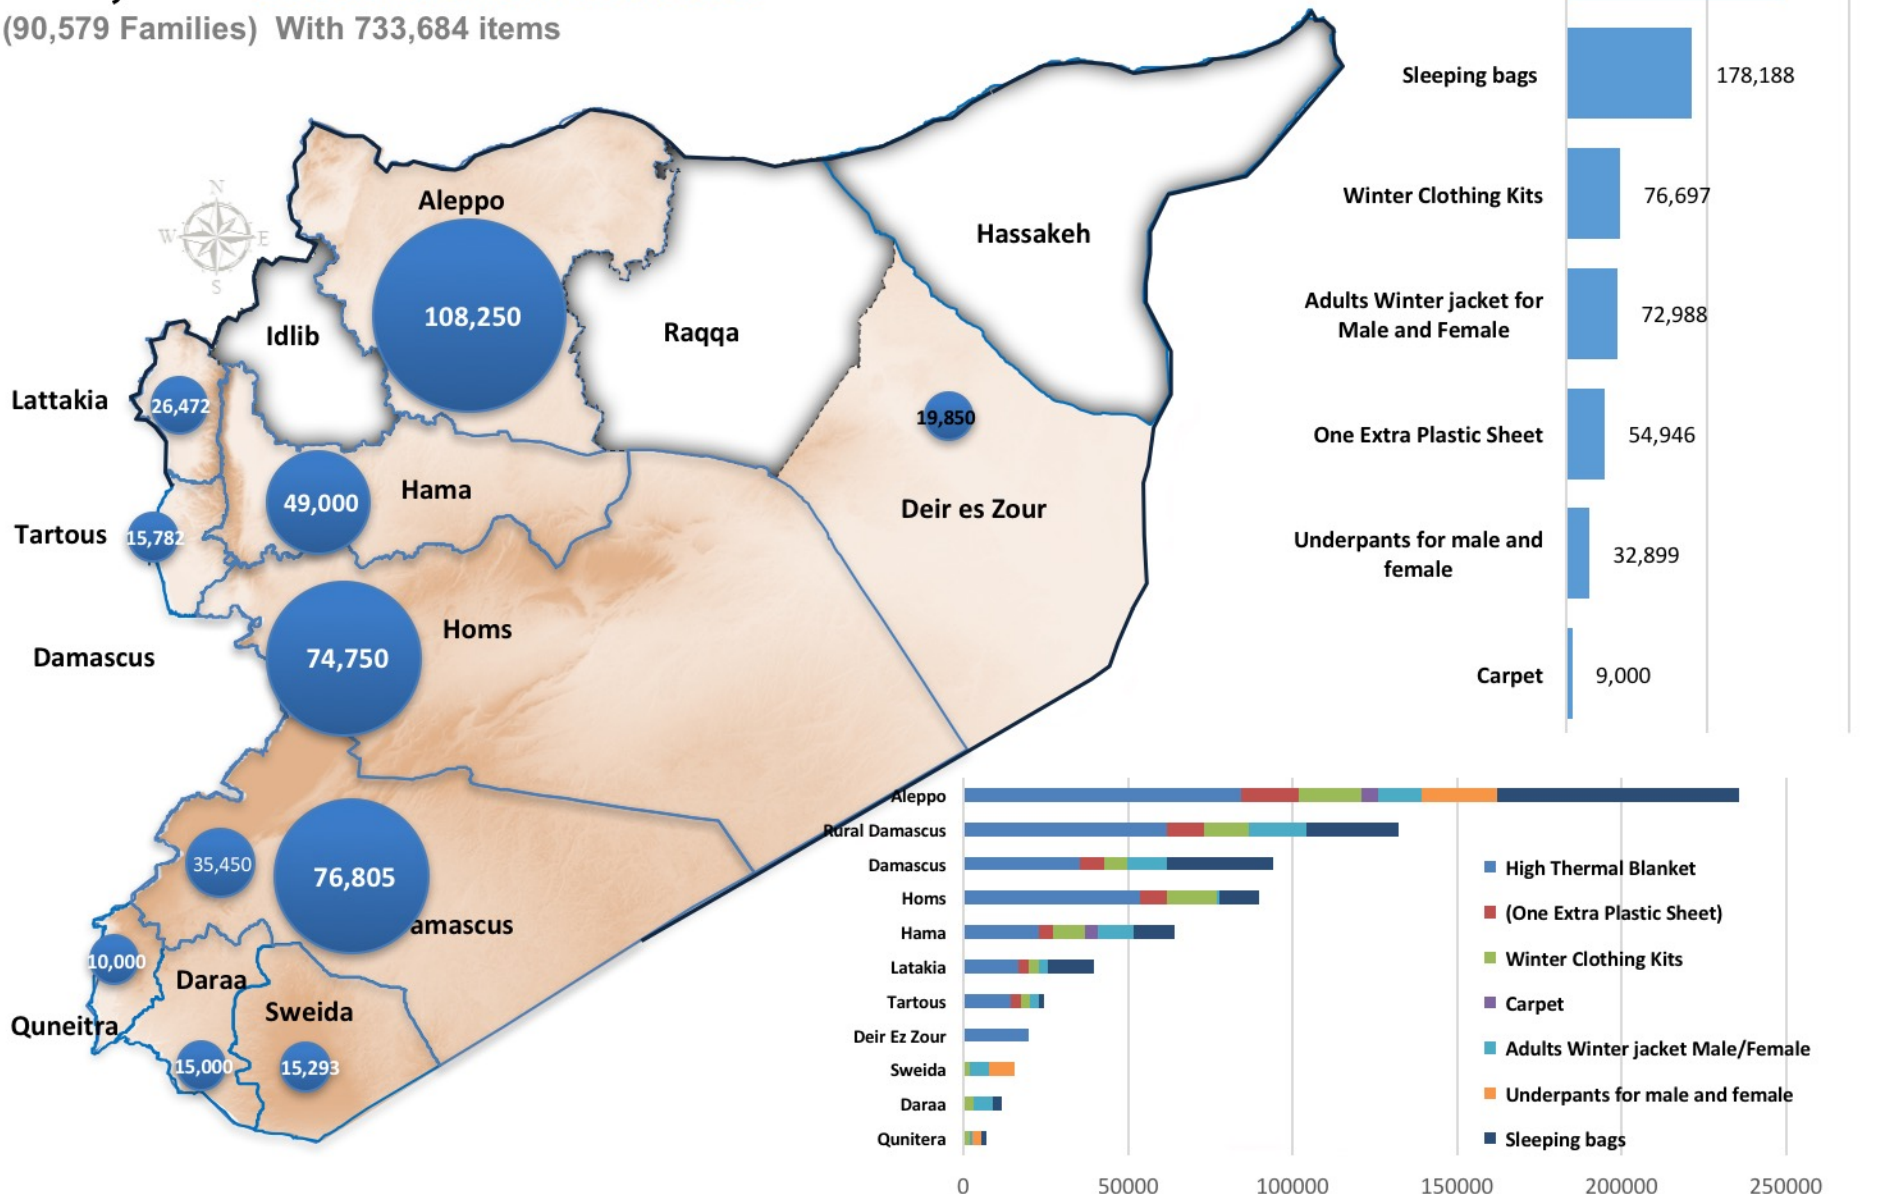 (90,579 Families)  With 733,684 items
N
W
E
S
Aleppo
108,250
Hassakeh
Idlib
Raqqa
Lattakia
26,472
19,850
49,000
Hama
Deir es Zour
Tartous
15,782
Homs
Damascus
74,750
35,450
76,805
amascus
10,000
Daraa
Quneitra
Sweida
15,000
15,293
Sleeping bags
178,188
Winter Clothing Kits
76,697
Adults Winter jacket for
Male and Female
72,988
One Extra Plastic Sheet
54,946
Underpants for male and
female
32,899
Carpet
9,000
Aleppo
Rural Damascus
Damascus
Homs
Hama
Latakia
Tartous
Deir Ez Zour
Sweida
Daraa
Qunitera
0
50000
100000
150000
200000
250000
High Thermal Blanket
(One Extra Plastic Sheet)
Winter Clothing Kits
Carpet
Adults Winter jacket Male/Female
Underpants for male and female
Sleeping bags